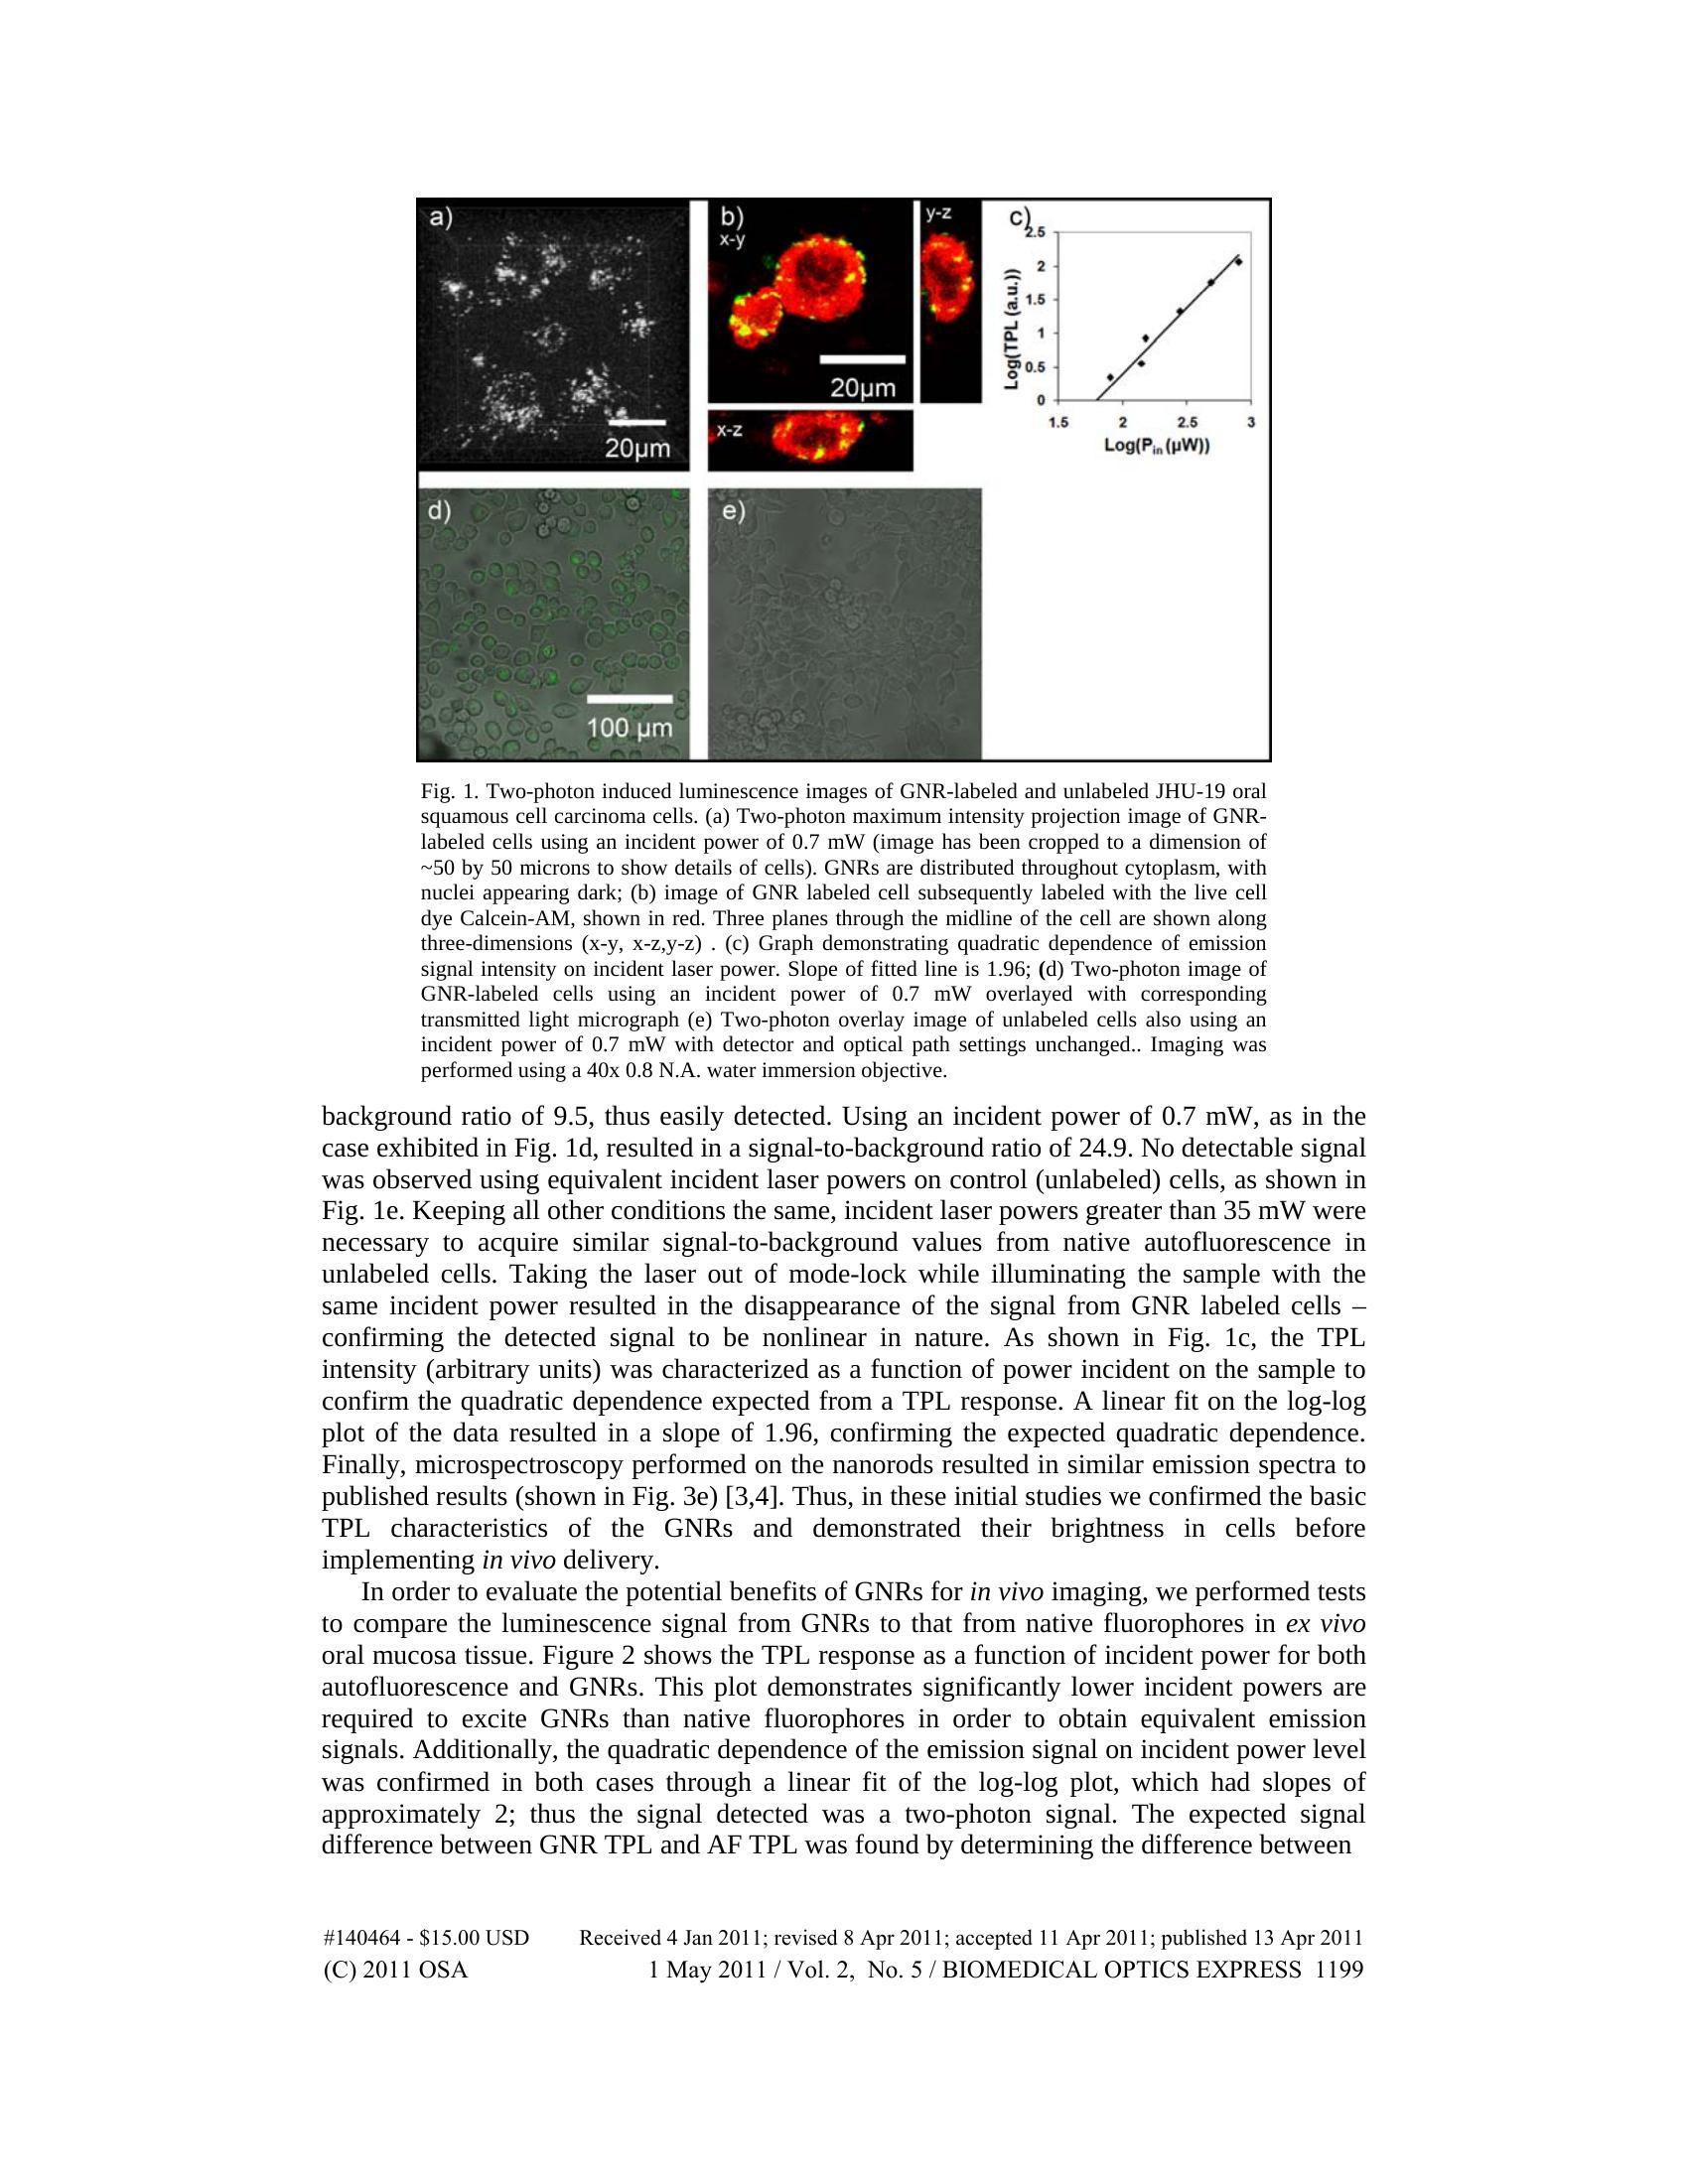 a)
20μm
b)
x-y
20μm
y-z
x-z
c)
2.5
2
1.5
1
0.5
0
Log(TPL (a.u.))
1.5 2 2.5 3
Log(Pin (μW))
d)
100 μm
e)
Fig. 1. Two-photon induced luminescence images of GNR-labeled and unlabeled JHU-19 oral
squamous cell carcinoma cells. (a) Two-photon maximum intensity projection image of GNR-
labeled cells using an incident power of 0.7 mW (image has been cropped to a dimension of
~50 by 50 microns to show details of cells). GNRs are distributed throughout cytoplasm, with
nuclei appearing dark; (b) image of GNR labeled cell subsequently labeled with the live cell
dye Calcein-AM, shown in red. Three planes through the midline of the cell are shown along
three-dimensions (x-y, x-z,y-z) . (c) Graph demonstrating quadratic dependence of emission
signal intensity on incident laser power. Slope of fitted line is 1.96; (d) Two-photon image of
GNR-labeled cells using an incident power of 0.7 mW overlayed with corresponding
transmitted light micrograph (e) Two-photon overlay image of unlabeled cells also using an
incident power of 0.7 mW with detector and optical path settings unchanged.. Imaging was
performed using a 40x 0.8 N.A. water immersion objective.
background ratio of 9.5, thus easily detected. Using an incident power of 0.7 mW, as in the
case exhibited in Fig. 1d, resulted in a signal-to-background ratio of 24.9. No detectable signal
was observed using equivalent incident laser powers on control (unlabeled) cells, as shown in
Fig. 1e. Keeping all other conditions the same, incident laser powers greater than 35 mW were
necessary to acquire similar signal-to-background values from native autofluorescence in
unlabeled cells. Taking the laser out of mode-lock while illuminating the sample with the
same incident power resulted in the disappearance of the signal from GNR labeled cells –
confirming the detected signal to be nonlinear in nature. As shown in Fig. 1c, the TPL
intensity (arbitrary units) was characterized as a function of power incident on the sample to
confirm the quadratic dependence expected from a TPL response. A linear fit on the log-log
plot of the data resulted in a slope of 1.96, confirming the expected quadratic dependence.
Finally, microspectroscopy performed on the nanorods resulted in similar emission spectra to
published results (shown in Fig. 3e) [3,4]. Thus, in these initial studies we confirmed the basic
TPL characteristics of the GNRs and demonstrated their brightness in cells before
implementing in vivo delivery.
In order to evaluate the potential benefits of GNRs for in vivo imaging, we performed tests
to compare the luminescence signal from GNRs to that from native fluorophores in ex vivo
oral mucosa tissue. Figure 2 shows the TPL response as a function of incident power for both
autofluorescence and GNRs. This plot demonstrates significantly lower incident powers are
required to excite GNRs than native fluorophores in order to obtain equivalent emission
signals. Additionally, the quadratic dependence of the emission signal on incident power level
was confirmed in both cases through a linear fit of the log-log plot, which had slopes of
approximately 2; thus the signal detected was a two-photon signal. The expected signal
difference between GNR TPL and AF TPL was found by determining the difference between
#140464 - $15.00 USD Received 4 Jan 2011; revised 8 Apr 2011; accepted 11 Apr 2011; published 13 Apr 2011
(C) 2011 OSA 1 May 2011 / Vol. 2, No. 5 / BIOMEDICAL OPTICS EXPRESS 1199